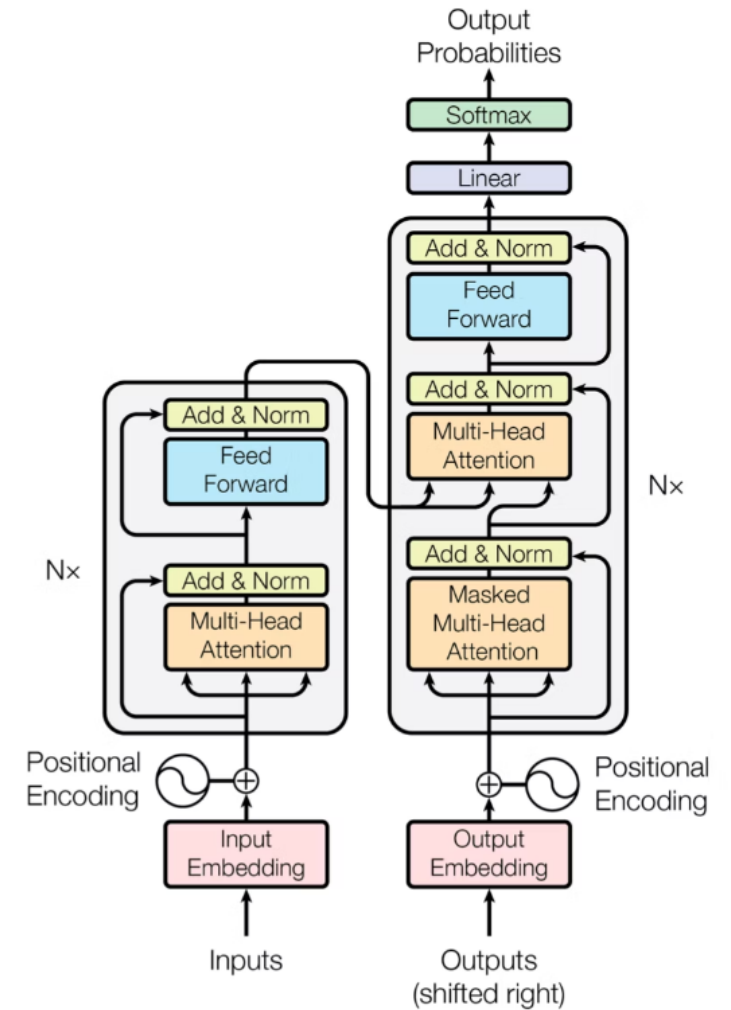 Output
Probabilities
Softmax
Linear
Add & Norm
Feed
Forward
Add & Norm
Multi-Head
Attention
Nx
Add & Norm
Masked
Multi-Head
Attention
Add & Norm
Feed
Forward
Nx
Add & Norm
Multi-Head
Attention
Positional
Encoding
Positional
Encoding
Input
Embedding
Output
Embedding
Inputs
Outputs
(shifted right)